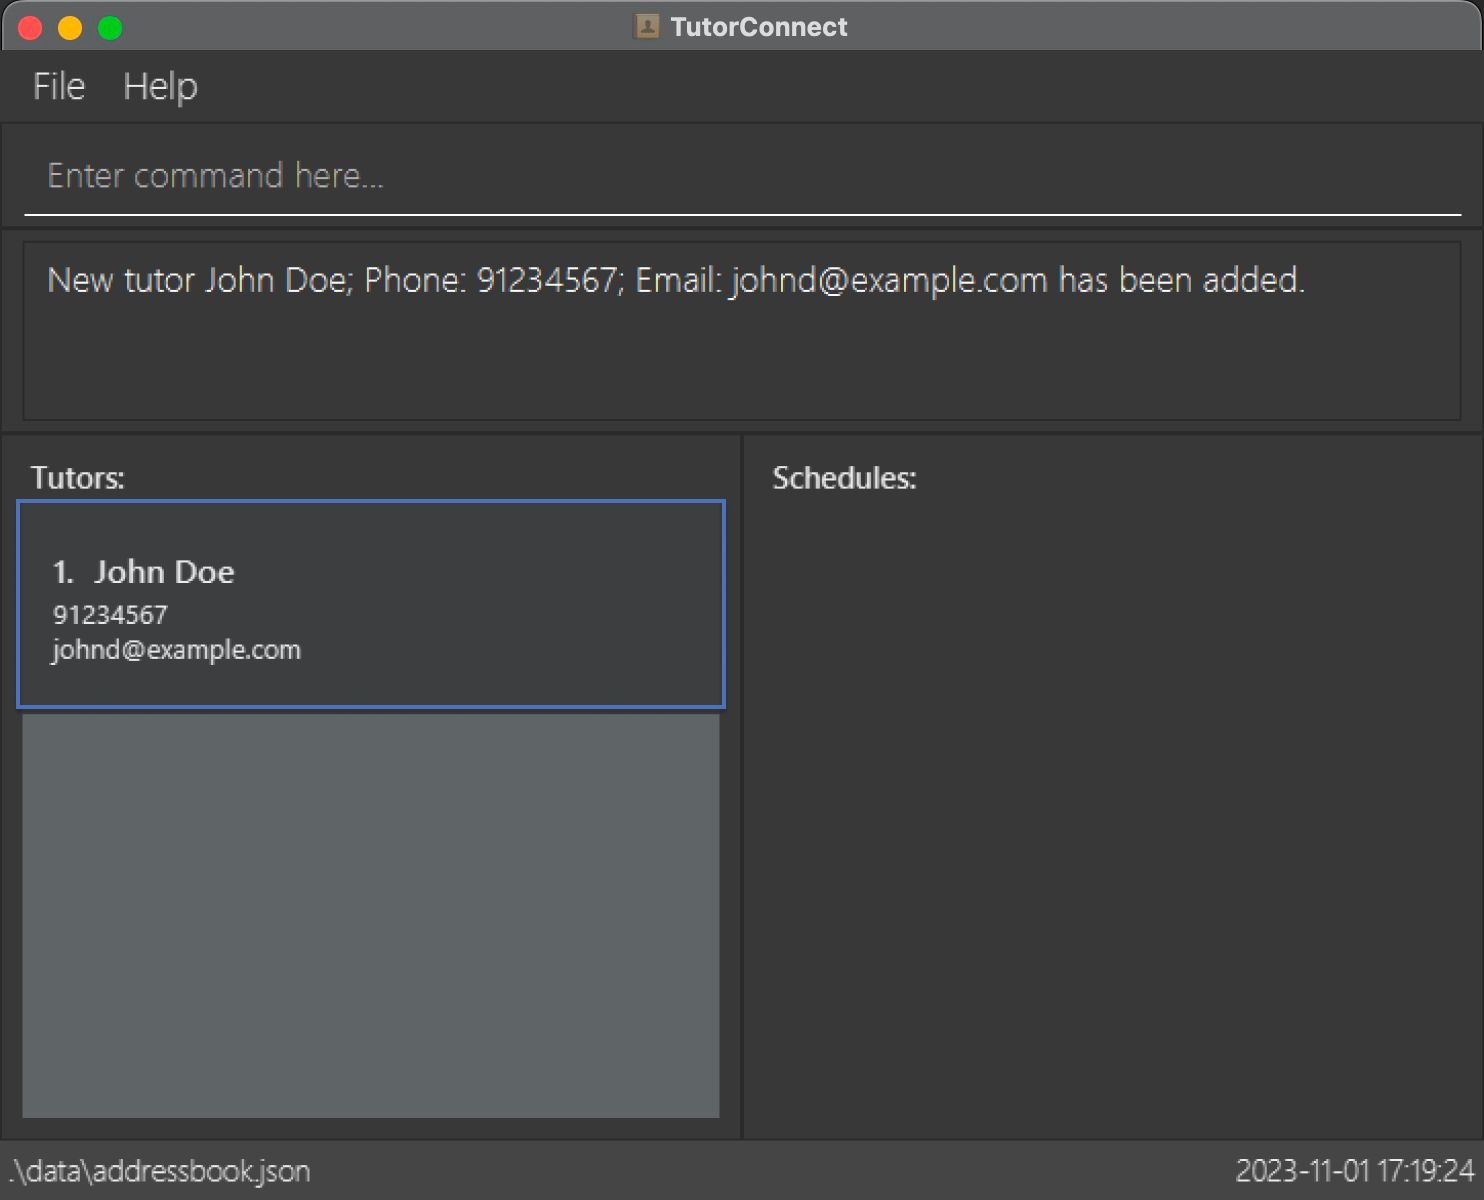 TutorConnect
File Help
Enter command here...
New tutor John Doe; Phone: 91234567; Email: johnd@example.com has been added.
Tutors:
1. John Doe
91234567
johnd@example.com
Schedules:
.\data\addressbook.json
2023-11-01 17:19:24